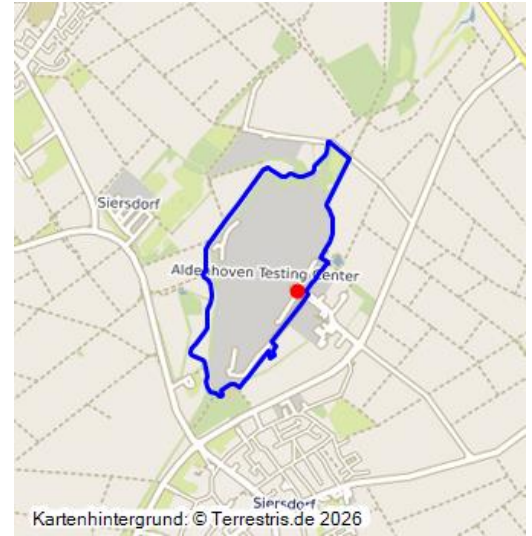 Siersdorf
Aldenhoven Testing Center
Siersdorf
Kartenhintergrund: © Terrestris.de 2026